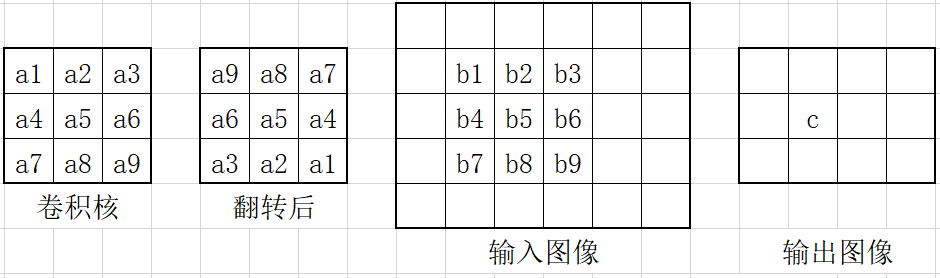 a1 a2 a3
a4 a5 a6
a7 a8 a9
卷积核
a9 a8 a7
a6 a5 a4
a3 a2 a1
翻转后
b1 b2 b3
b4 b5 b6
b7 b8 b9
输入图像
c
输出图像